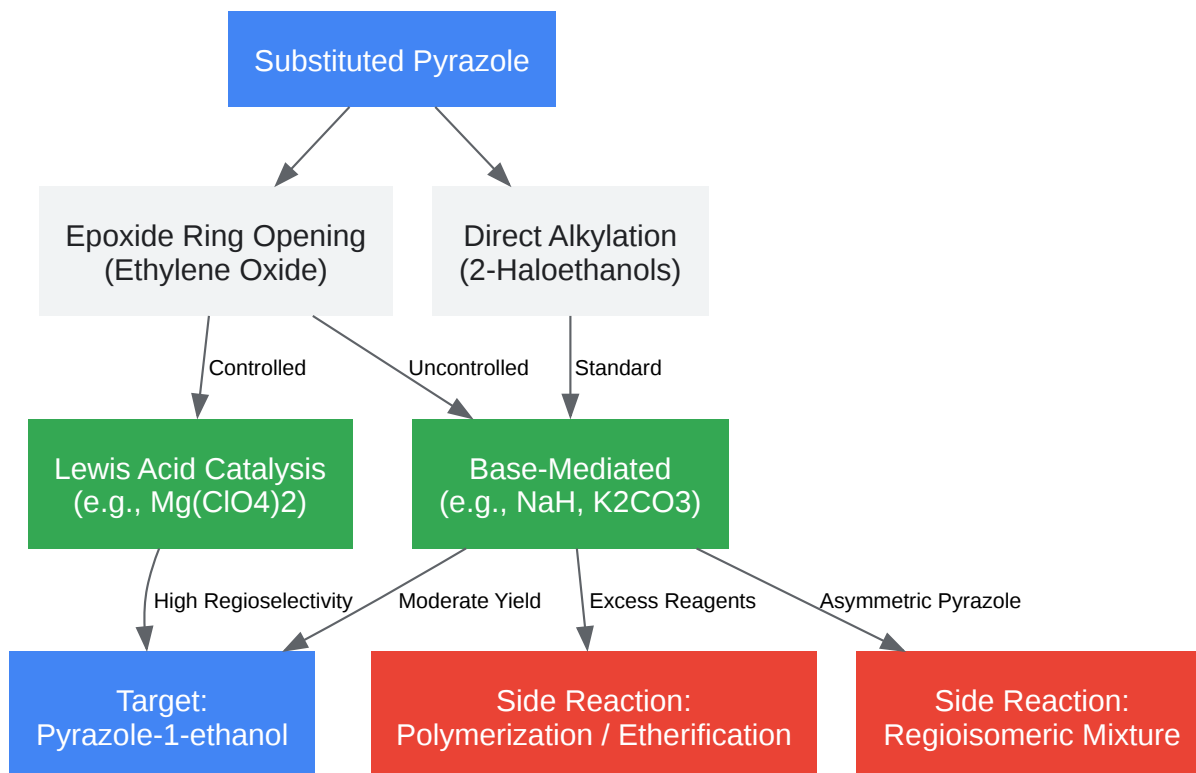 Substituted Pyrazole
Epoxide Ring Opening
(Ethylene Oxide)
Direct Alkylation
(2-Haloethanols)
Controlled
Uncontrolled
Standard
Lewis Acid Catalysis
(e.g., Mg(ClO4)2)
Base-Mediated
(e.g., NaH, K2CO3)
High Regioselectivity
Moderate Yield
Excess Reagents
Asymmetric Pyrazole
Target:
Pyrazole-1-ethanol
Side Reaction:
Polymerization / Etherification
Side Reaction:
Regioisomeric Mixture